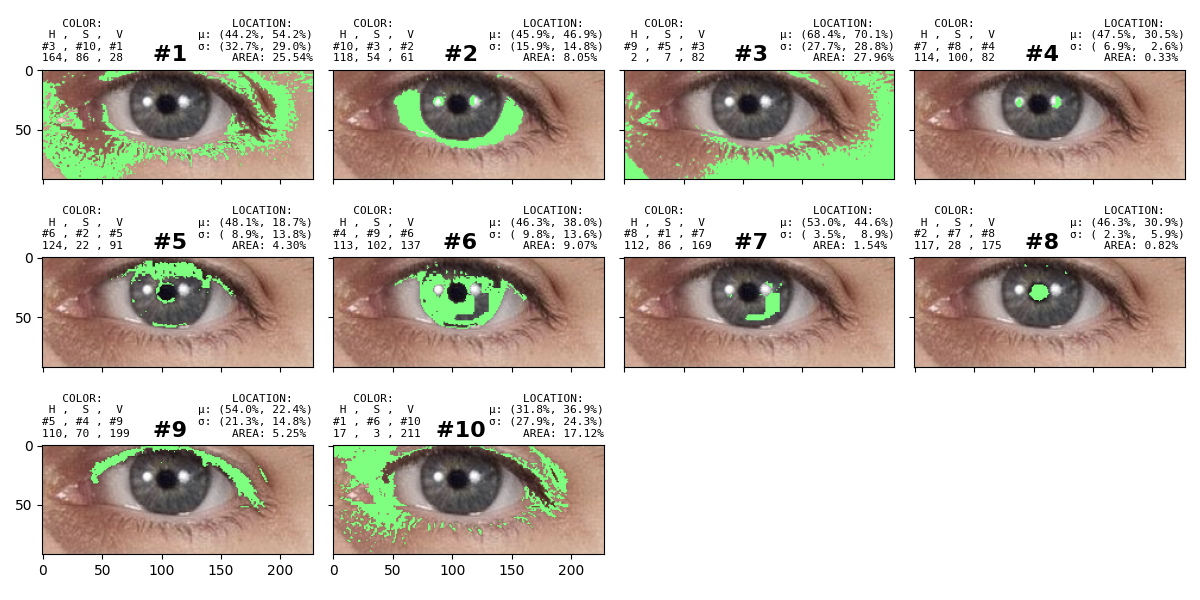 COLOR: LOCATION: COLOR: LOCATION: COLOR: LOCATION: COLOR: LOCATION:
H , S , V μ: (44.2%, 54.2%) H , S , V μ: (45.9%, 46.9%) H , S , V μ: (68.4%, 70.1%) H , S , V μ: (47.5%, 30.5%)
#3 , #10, #1 σ: (32.7%, 29.0%) #10, #3 , #2 σ: (15.9%, 14.8%) #9 , #5 , #3 σ: (27.7%, 28.8%) #7 , #8 , #4 σ: ( 6.9%, 2.6%)
164, 86 , 28 #1 AREA: 25.54% 118, 54 , 61 #2 AREA: 8.05% 2 , 7 , 82 #3 AREA: 27.96% 114, 100, 82 #4 AREA: 0.33%
0
50
COLOR: LOCATION: COLOR: LOCATION: COLOR: LOCATION: COLOR: LOCATION:
H , S , V μ: (48.1%, 18.7%) H , S , V μ: (46.3%, 38.0%) H , S , V μ: (53.0%, 44.6%) H , S , V μ: (46.3%, 30.9%)
#6 , #2 , #5 σ: ( 8.9%, 13.8%) #4 , #9 , #6 σ: ( 9.8%, 13.6%) #8 , #1 , #7 σ: ( 3.5%, 8.9%) #2 , #7 , #8 σ: ( 2.3%, 5.9%)
124, 22 , 91 #5 AREA: 4.30% 113, 102, 137 #6 AREA: 9.07% 112, 86 , 169 #7 AREA: 1.54% 117, 28 , 175 #8 AREA: 0.82%
0
50
COLOR: LOCATION: COLOR: LOCATION:
H , S , V μ: (54.0%, 22.4%) H , S , V μ: (31.8%, 36.9%)
#5 , #4 , #9 σ: (21.3%, 14.8%) #1 , #6 , #10 σ: (27.9%, 24.3%)
110, 70 , 199 #9 AREA: 5.25% 17 , 3 , 211 #10 AREA: 17.12%
0
50
0 50 100 150 200 0 50 100 150 200